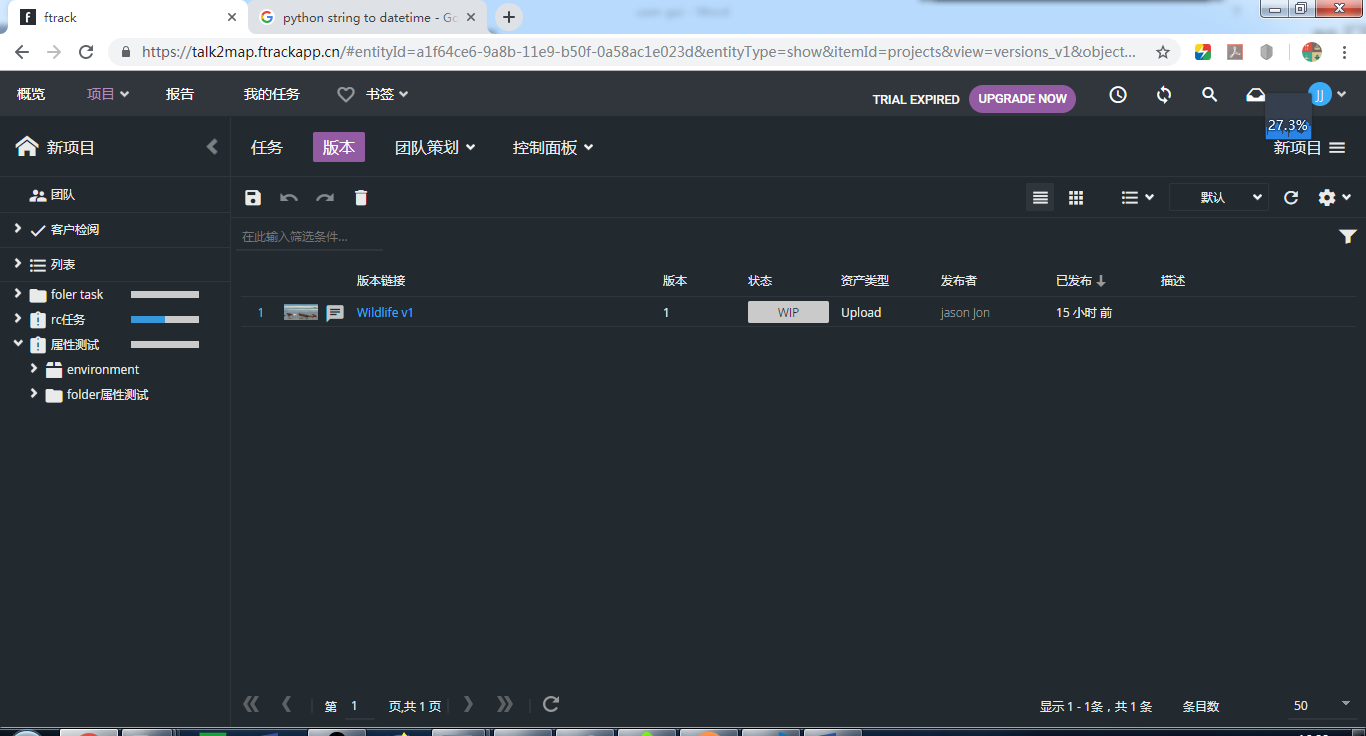 ftrack
python string to datetime - Go
https://talk2map.ftrackapp.cn/#entityId=a1f64ce6-9a8b-11e9-b50f-0a58ac1e023d&entityType=show&itemId=projects&view=versions_v1&object...
概览 项目 报告 我的任务 书签 TRIAL EXPIRED UPGRADE NOW JJ
27.3%
新项目 任务 版本 团队策划 控制面板 新项目
团队
默认
客户检阅
在此输入筛选条件...
列表
版本链接 版本 状态 资产类型 发布者 已发布 描述
foler task
1 Wildlife v1 1 WIP Upload jason Jon 15 小时 前
rc任务
属性测试
environment
folder属性测试
第 1 页,共 1 页 显示 1 - 1条，共 1 条 条目数 50